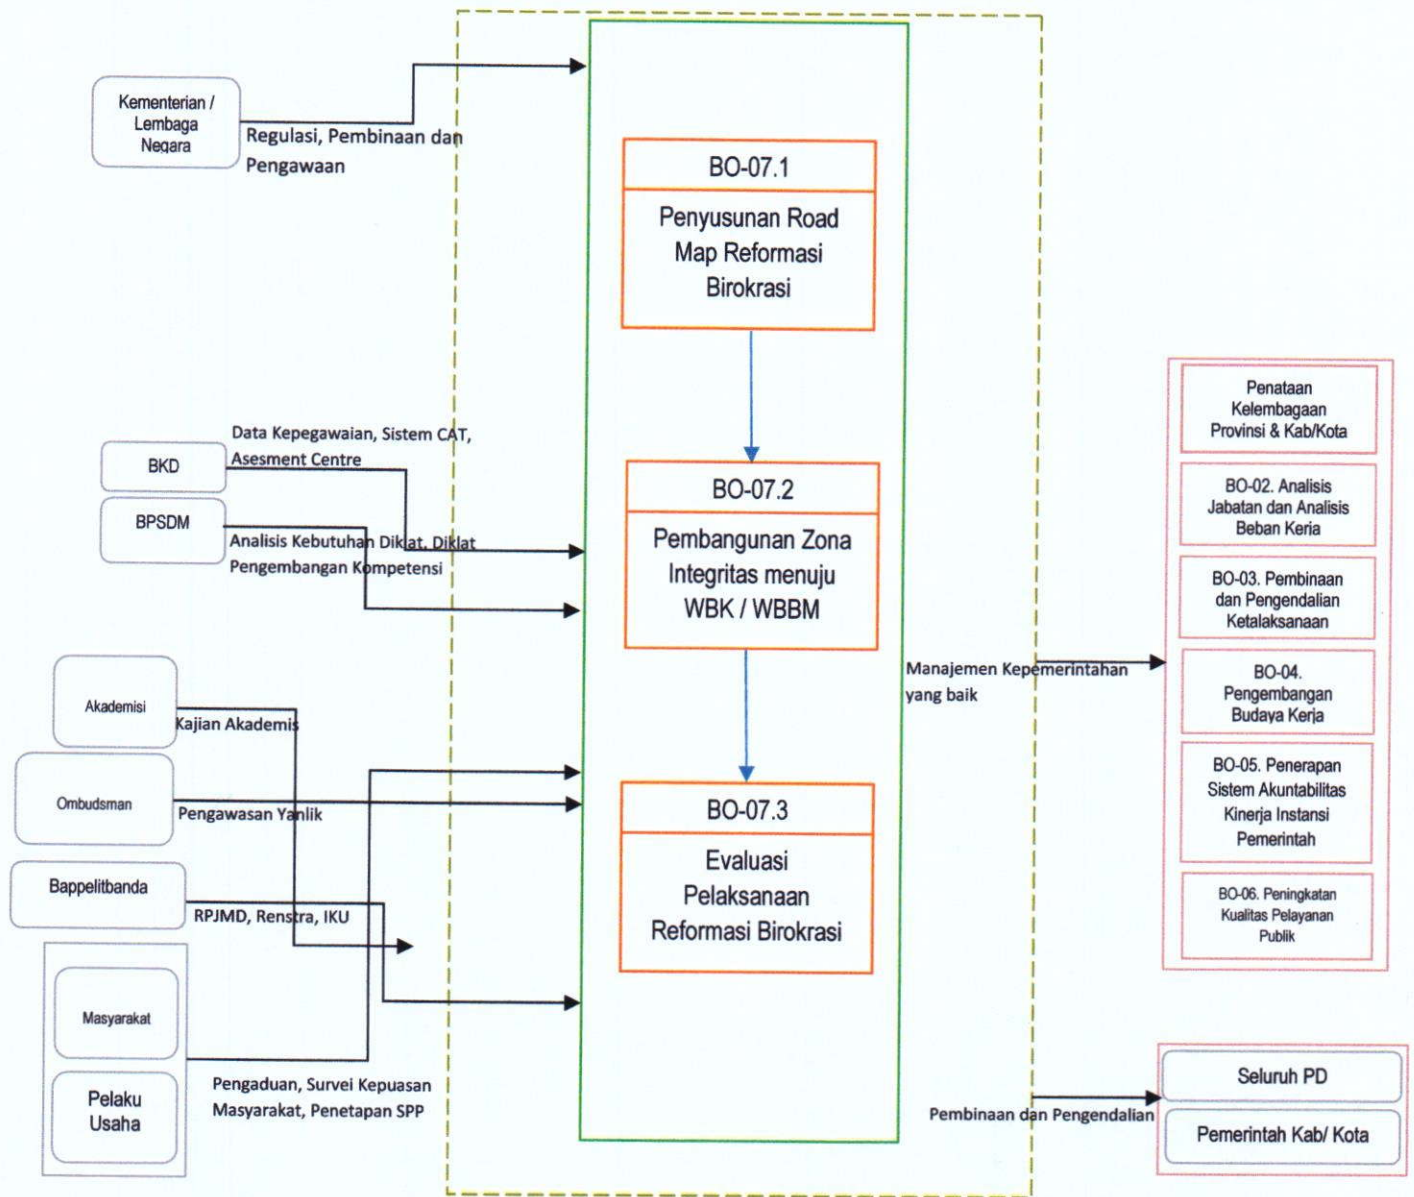 Kementerian /
Lembaga
Negara
Regulasi, Pembinaan dan
Pengawaan
BKD
Data Kepegawaian, Sistem CAT,
Asesment Centre
BPSDM
Analisis Kebutuhan Diklat, Diklat
Pengembangan Kompetensi
Akademisi
Kajian Akademis
Ombudsman
Pengawasan Yanlik
Bappelitbanda
RPJMD, Renstra, IKU
Masyarakat
Pelaku
Usaha
Pengaduan, Survei Kepuasan
Masyarakat, Penetapan SPP
BO-07.1
Penyusunan Road
Map Reformasi
Birokrasi
BO-07.2
Pembangunan Zona
Integritas menuju
WBK / WBBM
BO-07.3
Evaluasi
Pelaksanaan
Reformasi Birokrasi
Manajemen Kepemerintahan
yang baik
Penataan
Kelembagaan
Provinsi & Kab/Kota
BO-02. Analisis
Jabatan dan Analisis
Beban Kerja
BO-03. Pembinaan
dan Pengendalian
Ketalaksanaan
BO-04.
Pengembangan
Budaya Kerja
BO-05. Penerapan
Sistem Akuntabilitas
Kinerja Instansi
Pemerintah
BO-06. Peningkatan
Kualitas Pelayanan
Publik
Pembinaan dan Pengendalian
Seluruh PD
Pemerintah Kab/ Kota